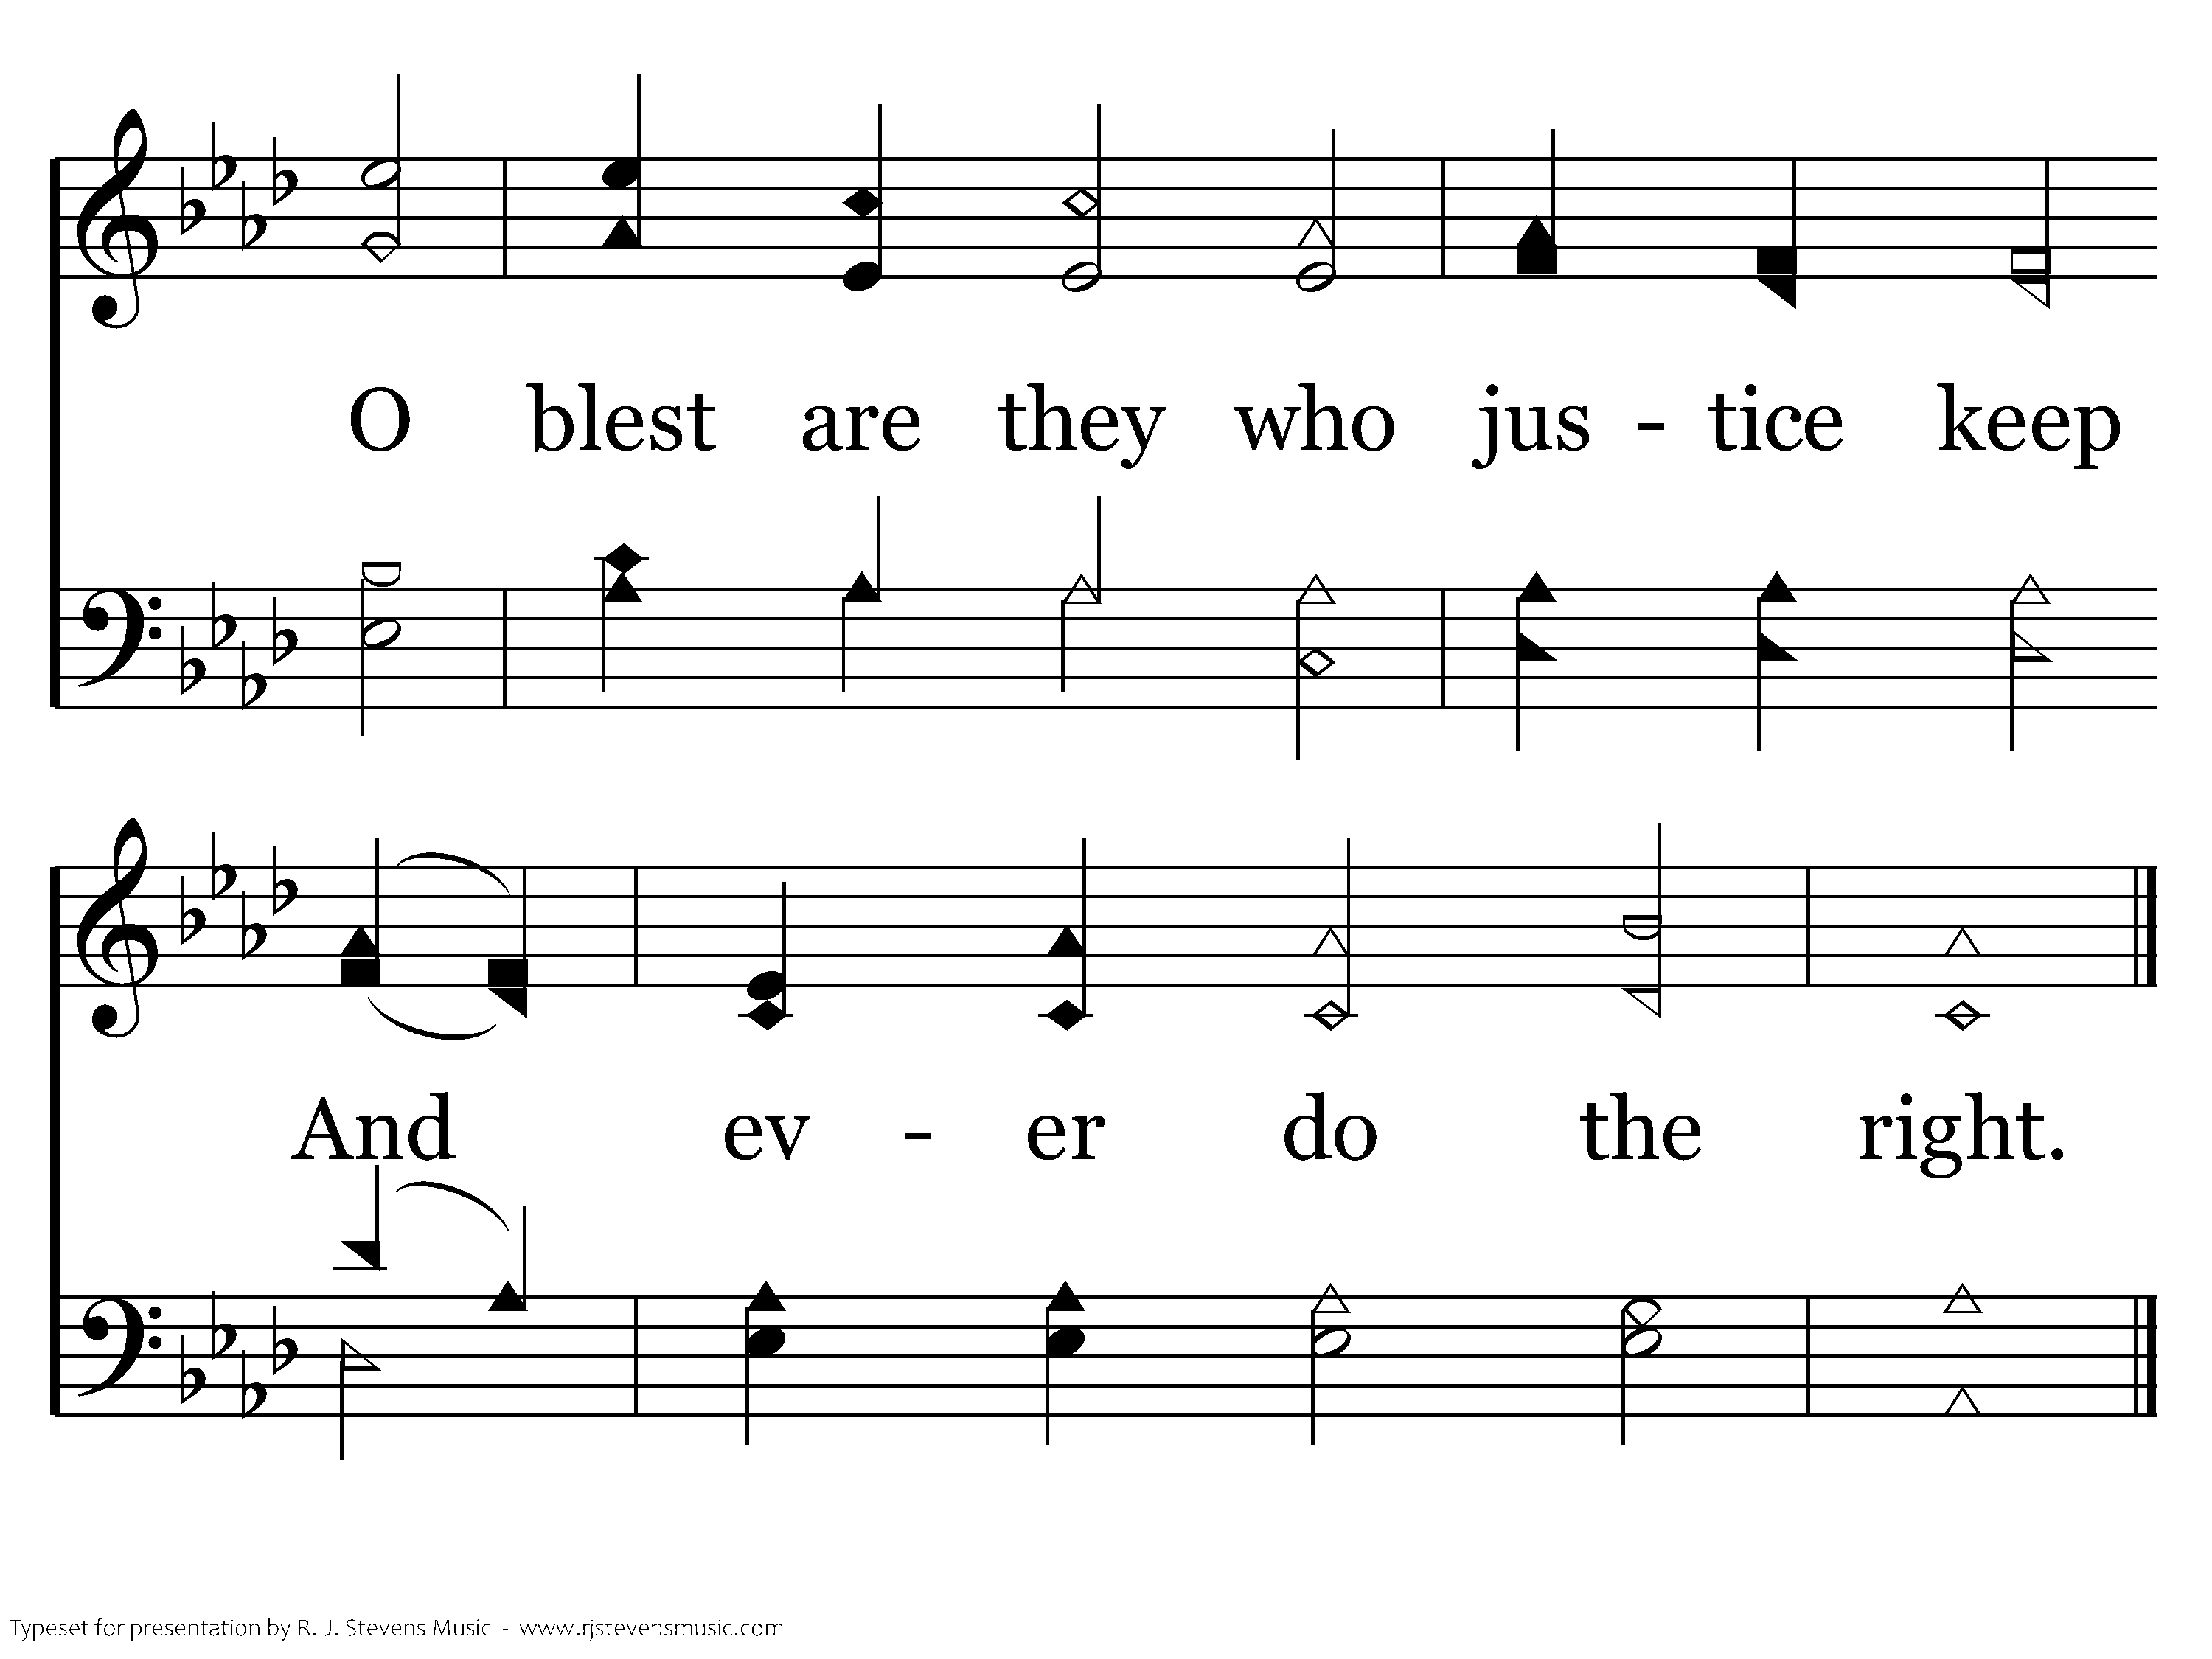 O blest are they who jus - tice keep
And ev - er do the right.
Typeset for presentation by R. J. Stevens Music - www.rjstevensmusic.com